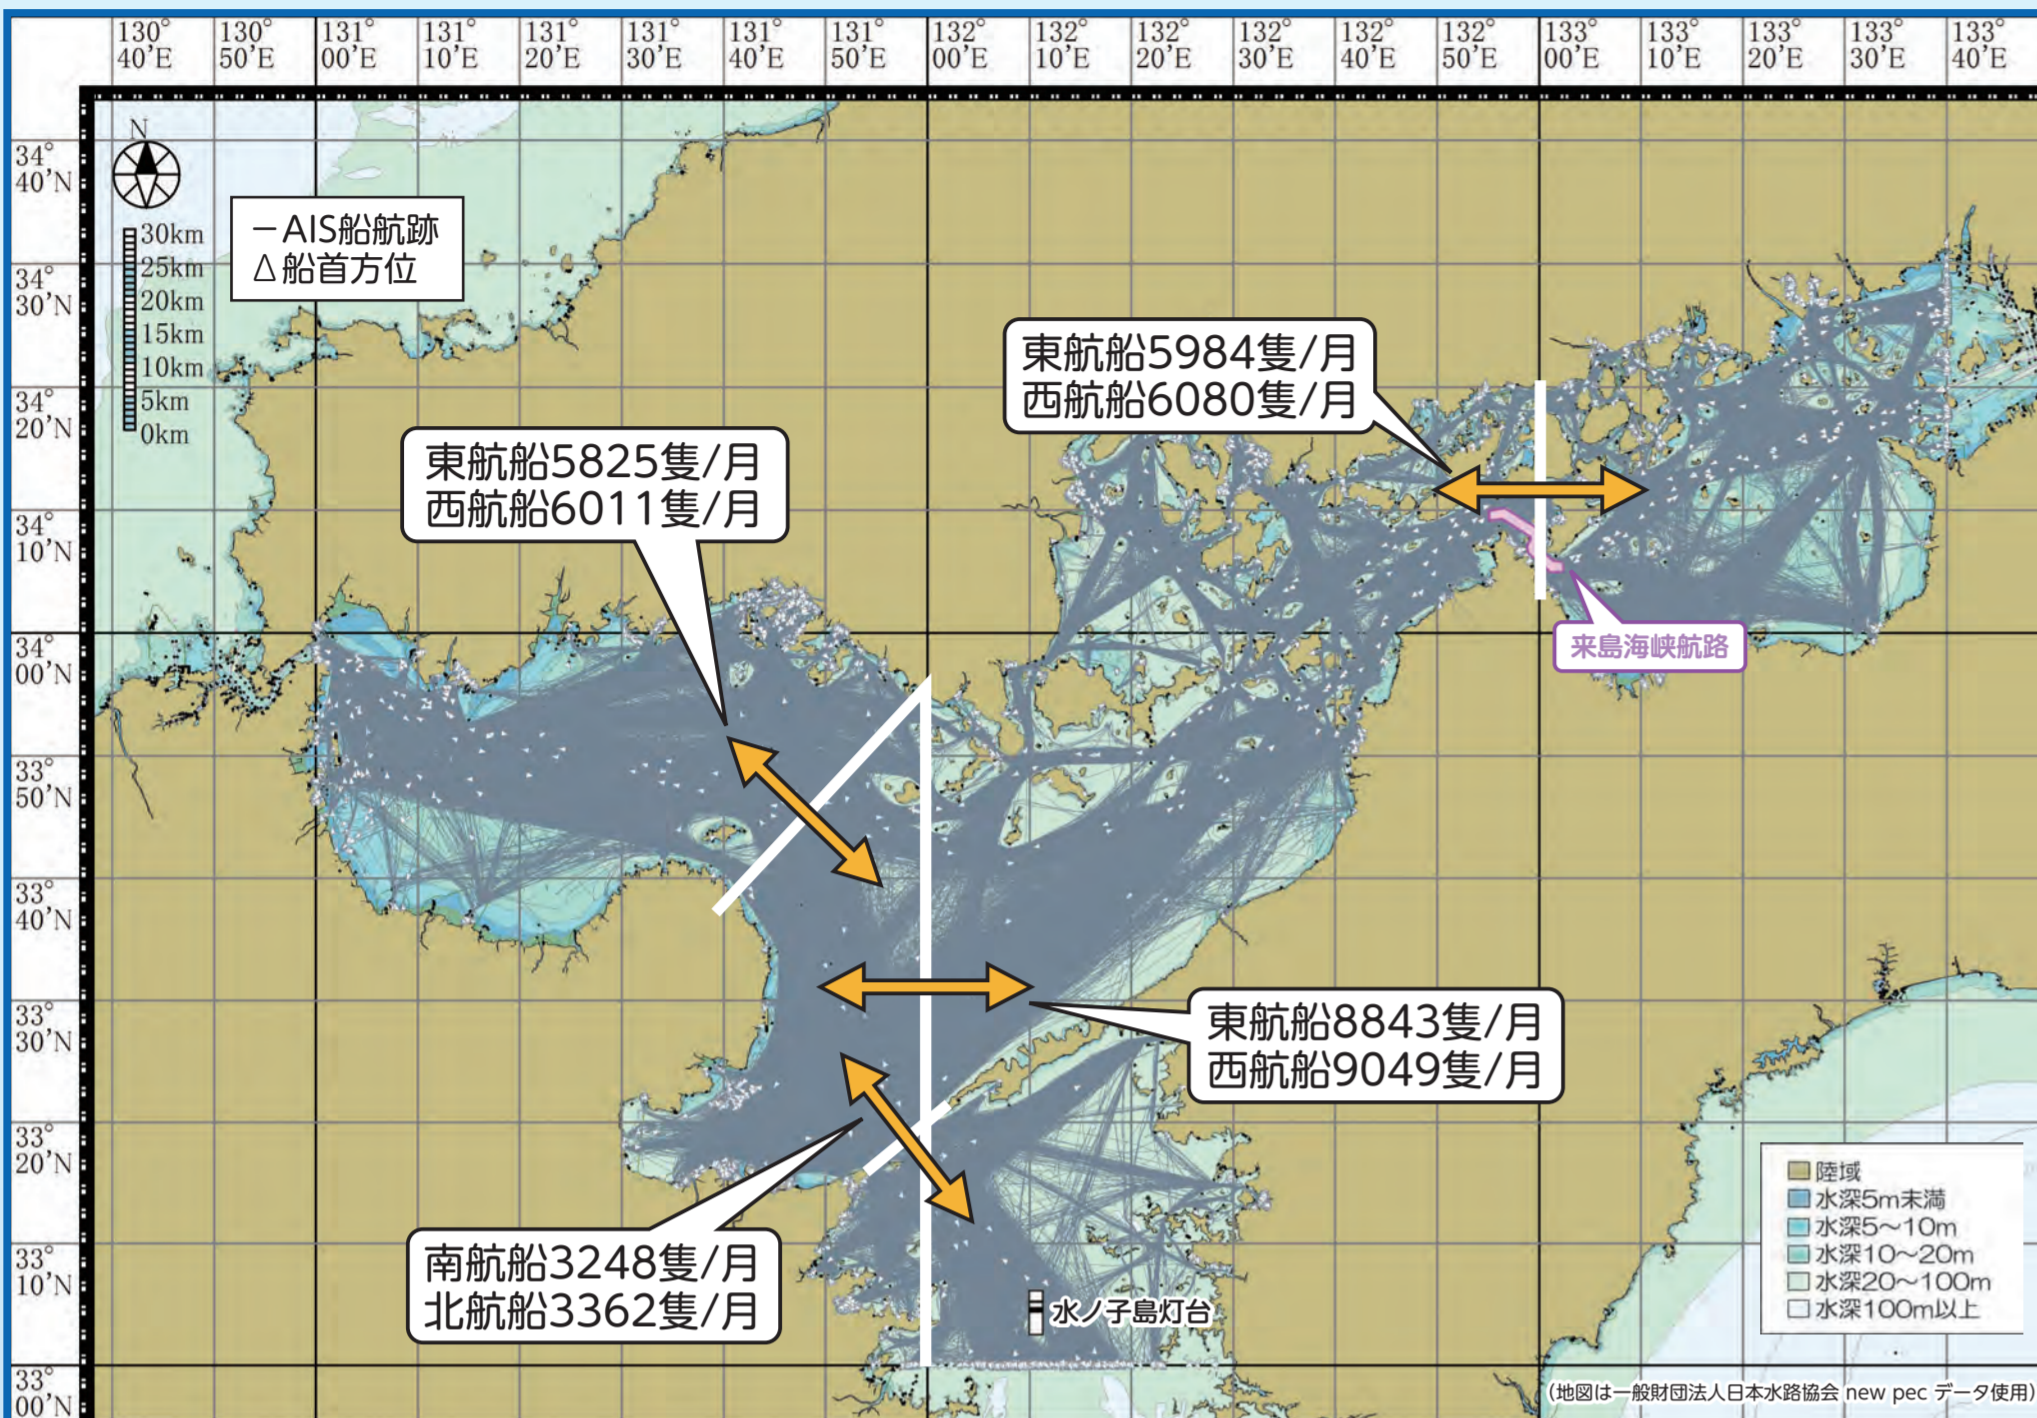 130° 130° 131° 131° 131° 131° 131° 131° 132° 132° 132° 132° 132° 132° 133° 133° 133° 133° 133°
40'E 50'E 00'E 10'E 20'E 30'E 40'E 50'E 00'E 10'E 20'E 30'E 40'E 50'E 00'E 10'E 20'E 30'E 40'E
N
34°
40'N
30km
25km
20km
15km
10km
5km
0km
－AIS船航跡
△船首方位
34°
30'N
東航船5984隻/月
西航船6080隻/月
34°
20'N
東航船5825隻/月
西航船6011隻/月
34°
10'N
来島海峡航路
34°
00'N
33°
50'N
33°
40'N
東航船8843隻/月
西航船9049隻/月
33°
30'N
33°
20'N
陸域
水深5m未満
水深5～10m
水深10～20m
水深20～100m
水深100m以上
南航船3248隻/月
北航船3362隻/月
33°
10'N
水ノ子島灯台
33°
00'N
(地図は一般財団法人日本水路協会 new pec データ使用)